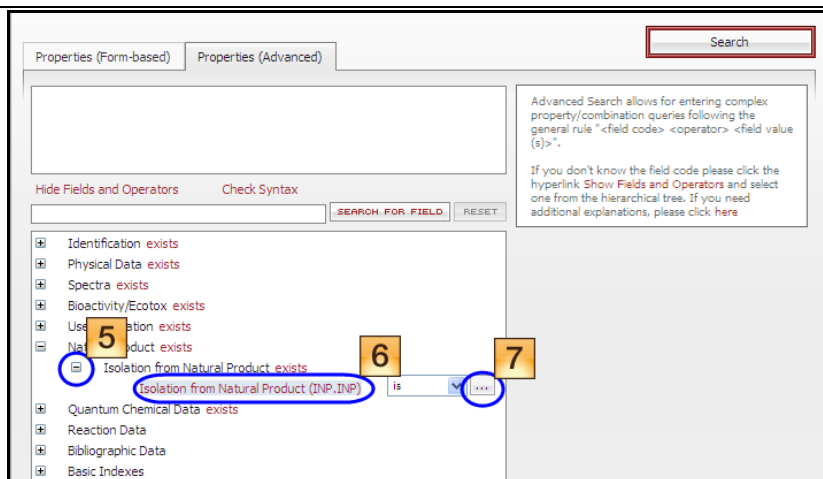 Search
Properties (Form-based) Properties (Advanced)
Advanced Search allows for entering complex
property/combination queries following the
general rule "<field code> <operator> <field value
(s)>".
If you don't know the field code please click the
hyperlink Show Fields and Operators and select
one from the hierarchical tree. If you need
additional explanations, please click here
Hide Fields and Operators Check Syntax
SEARCH FOR FIELD RESET
Identification exists
Physical Data exists
Spectra exists
Bioactivity/Ecotox exists
exists
5
exists
Isolation from Natural Product exists
6
7
Isolation from Natural Product (INP.INP) is ...
Quantum Chemical Data exists
Reaction Data
Bibliographic Data
Basic Indexes